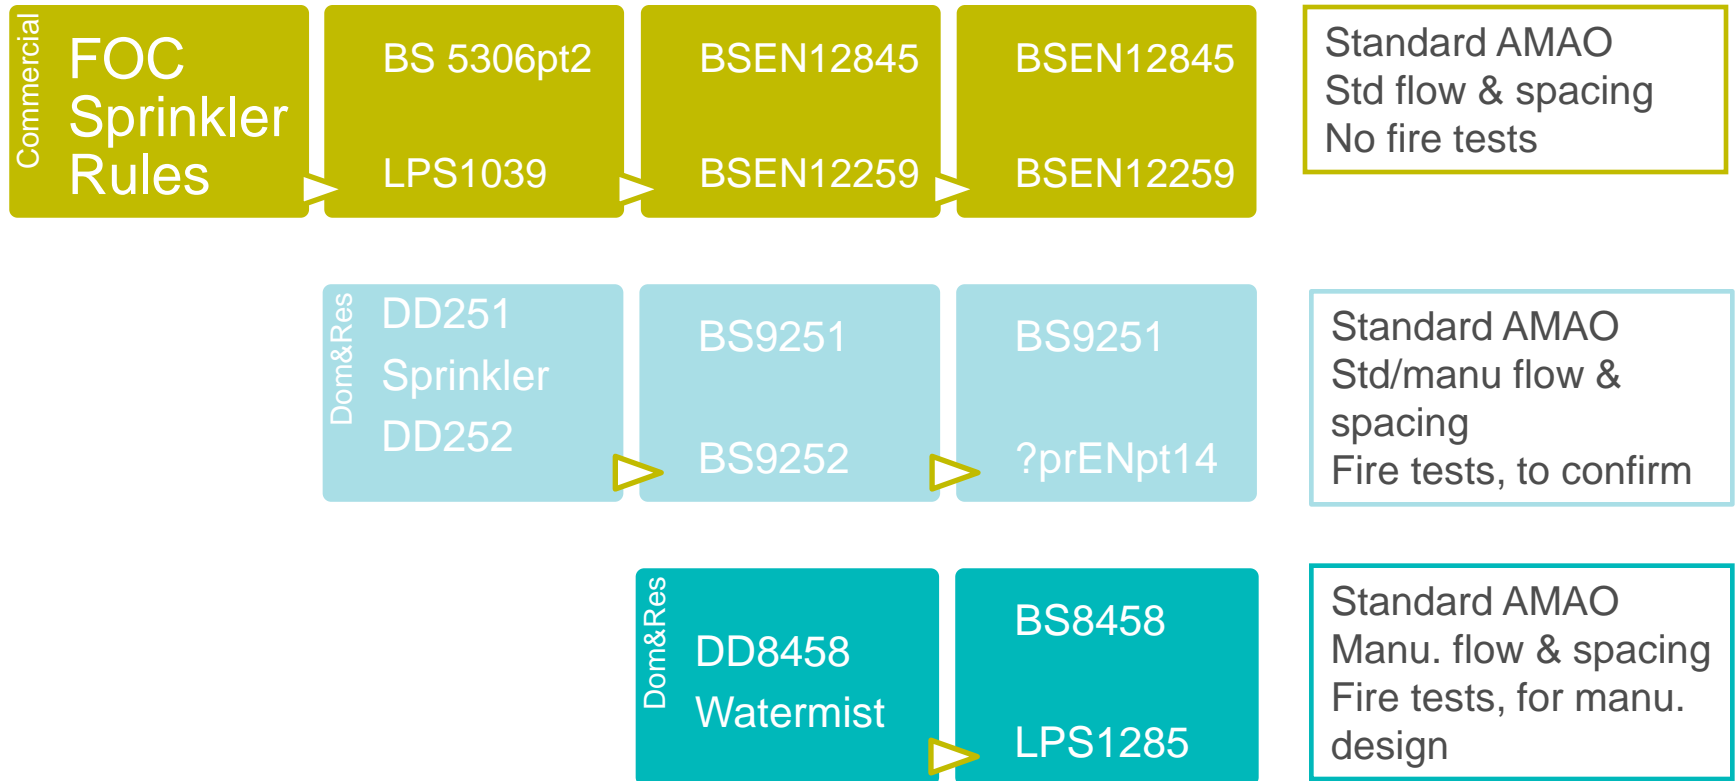 Commercial
FOC
Sprinkler
Rules
BS 5306pt2
LPS1039
BSEN12845
BSEN12259
BSEN12845
BSEN12259
Standard AMAO
Std flow & spacing
No fire tests
Dom&Res
DD251
Sprinkler
DD252
BS9251
BS9252
BS9251
?prENpt14
Standard AMAO
Std/manu flow &
spacing
Fire tests, to confirm
Dom&Res
DD8458
Watermist
BS8458
LPS1285
Standard AMAO
Manu. flow & spacing
Fire tests, for manu.
design